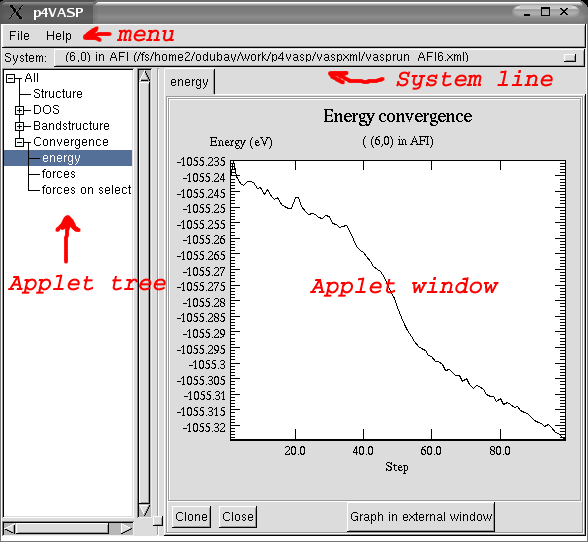 p4VASP
File Help menu
System: (6,0) in AFI (/fs/home2/odubay/work/p4vasp/vaspxml/vasprun_AFI6.xml)
System line
All
Structure
DOS
Bandstructure
Convergence
energy
forces
forces on select
Applet tree
energy
Energy convergence
Energy (eV) ( (6,0) in AFI)
-1055.235
-1055.24
-1055.245
-1055.25
-1055.255
-1055.26
-1055.265
-1055.27
-1055.275
-1055.28
-1055.285
-1055.29
-1055.295
-1055.3
-1055.305
-1055.31
-1055.315
-1055.32
Applet window
20.0 40.0 60.0 80.0
Step
Clone Close Graph in external window